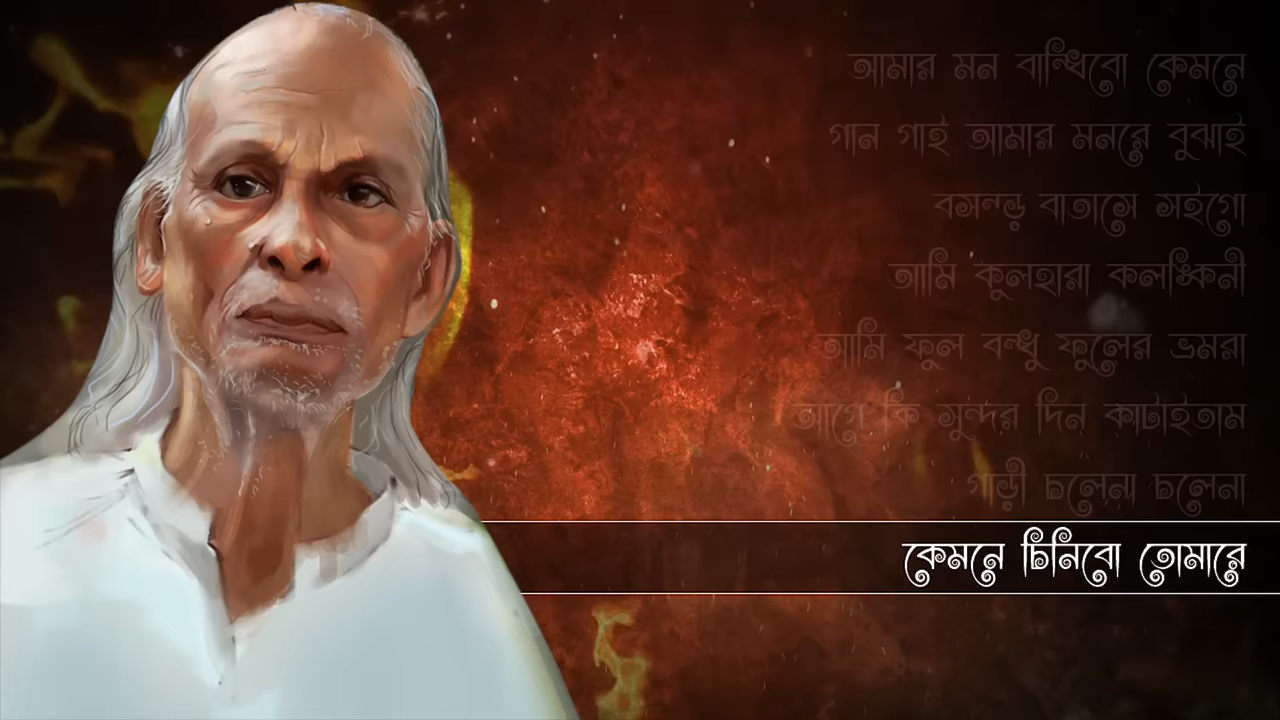 আমার মন বান্ধিবো কেমনে
গান গাই আমার মনরে বুঝাই
বসন্ত বাতাসে সইগো
আমি কুলহারা কলঙ্কিনী
আমি ফুল বন্ধু ফুলের ভ্রমরা
আগে কি সুন্দর দিন কাটাইতাম
গাড়ী চলেনা চলেনা
কেমনে চিনিবো তোমারে